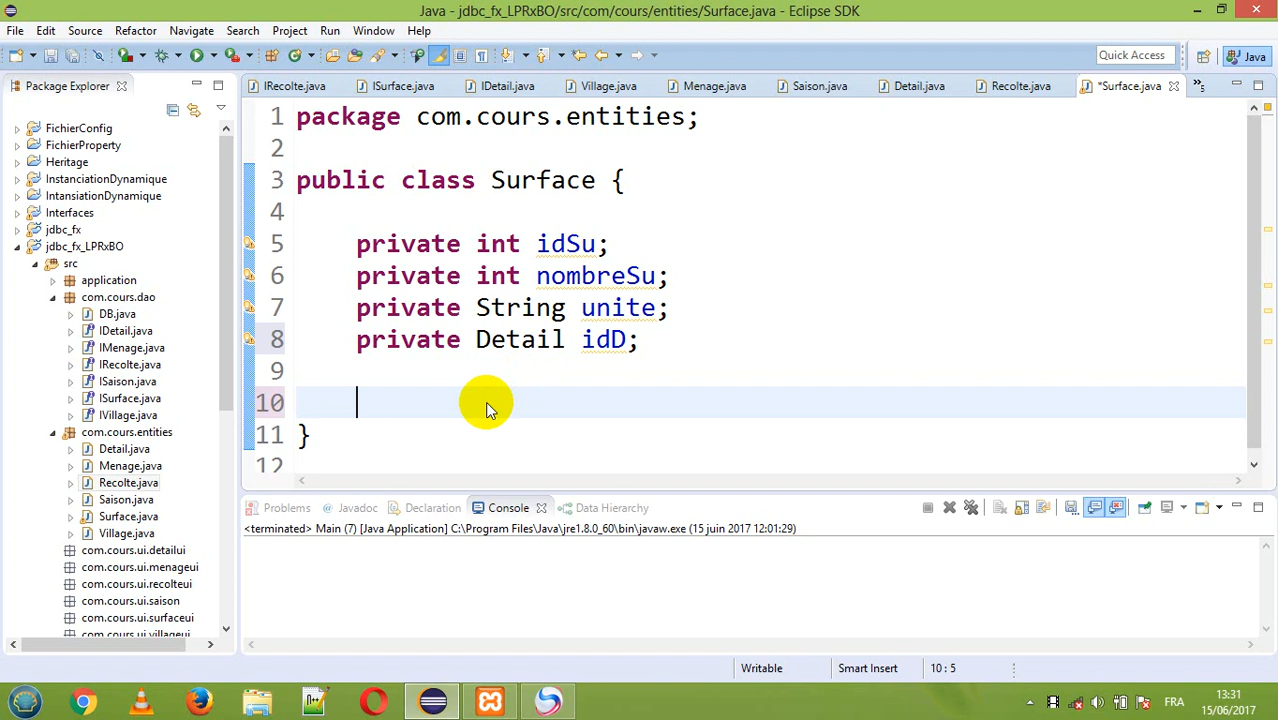 Java - jdbc_fx_LPRxBO/src/com/cours/entities/Surface.java - Eclipse SDK
File Edit Source Refactor Navigate Search Project Run Window Help
Quick Access
Java
Package Explorer
IRecolte.java ISurface.java IDetail.java Village.java Menage.java Saison.java Detail.java Recolte.java *Surface.java »5
FichierConfig
FichierProperty
Heritage
InstanciationDynamique
IntansiationDynamique
Interfaces
jdbc_fx
jdbc_fx_LPRxBO
src
application
com.cours.dao
DB.java
IDetail.java
IMenage.java
IRecolte.java
ISaison.java
ISurface.java
IVillage.java
com.cours.entities
Detail.java
Menage.java
Recolte.java
Saison.java
Surface.java
Village.java
com.cours.ui.detailui
com.cours.ui.menageui
com.cours.ui.recolteui
com.cours.ui.saison
com.cours.ui.surfaceui
com.cours.ui.villageui
1 package com.cours.entities;
2
3 public class Surface {
4
5 private int idSu;
6 private int nombreSu;
7 private String unite;
8 private Detail idD;
9
10
11 }
12
Problems Javadoc Declaration Console Data Hierarchy
<terminated> Main (7) [Java Application] C:\Program Files\Java\jre1.8.0_60\bin\javaw.exe (15 juin 2017 12:01:29)
Writable Smart Insert 10 : 5
FRA
13:31
15/06/2017